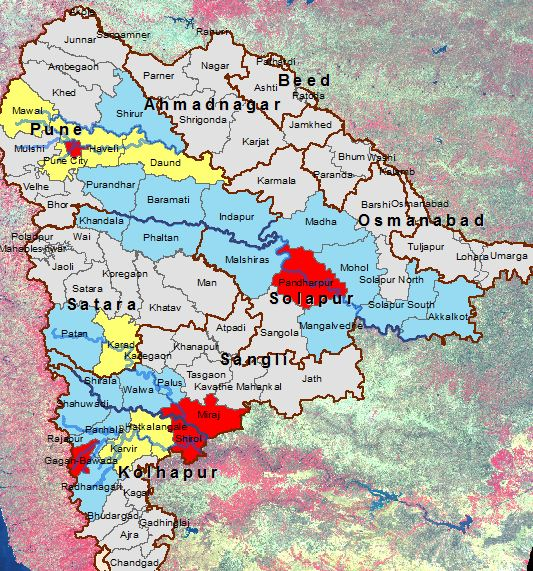 Sangamner
Junnar
Rahuri
Ambegaon
Nagar
Pathardi
Parner
Beed
Khed
Ashti
Patoda
Mawal
Ahmadnagar
Shirur
Shrigonda
Jamkhed
Pune
Mulshi
Haveli
Karjat
Pune City
Daund
Bhum
Washi
Kalamb
Velhe
Purandhar
Karmala
Paranda
Bhor
Baramati
Barshi
Osmanabad
Khandala
Indapur
Madha
Osmanabad
Wai
Phaltan
Tuljapur
Mahabaleshwar
Lohara
Umarga
Jaoli
Koregaon
Malshiras
Mohol
Solapur North
Satara
Man
Pandharpur
Satara
Khatav
Solapur
Solapur South
Akkalkot
Patan
Atpadi
Sangola
Mangalvedhe
Karad
Khanapur
Kadegaon
Sangli
Tasgaon
Jath
Shirala
Walwa
Palus
Kavathe Mahankal
Shahuwadi
Miraj
Panhala
Hatkalangale
Rajapur
Shirol
Karvir
Gagan-Bawada
Kolhapur
Radhanagari
Kagal
Bhudargad
Gadhinglaj
Ajra
Chandgad